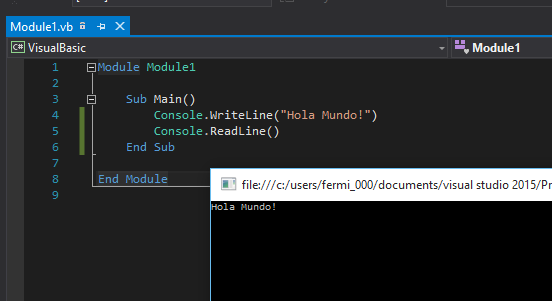 Module1.vb
C# VisualBasic
Module1
1 Module Module1
2
3 Sub Main()
4 Console.WriteLine("Hola Mundo!")
5 Console.ReadLine()
6 End Sub
7
8 End Module
9
file:///c:/users/fermi_000/documents/visual studio 2015/Pr
Hola Mundo!